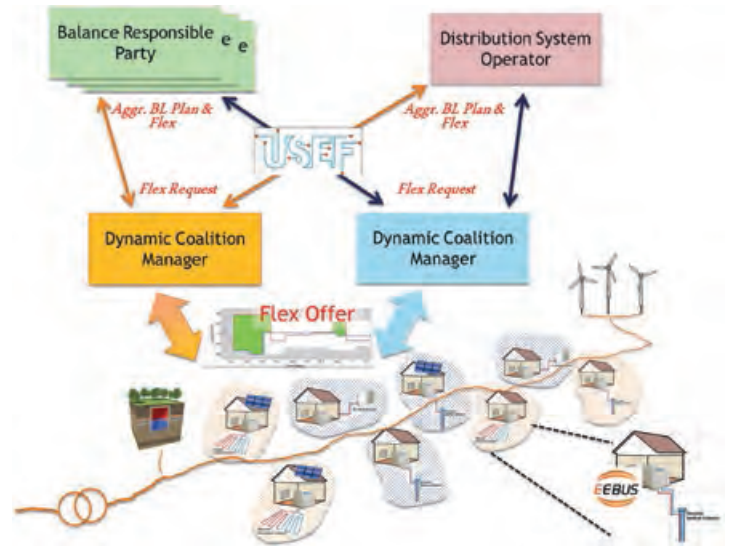 Balance Responsible e e
Party
Distribution System
Operator
Aggr. BL Plan &
Flex
Aggr. BL Plan &
Flex
USEF
Flex Request
Flex Request
Dynamic Coalition
Manager
Dynamic Coalition
Manager
Flex Offer
EEBUS